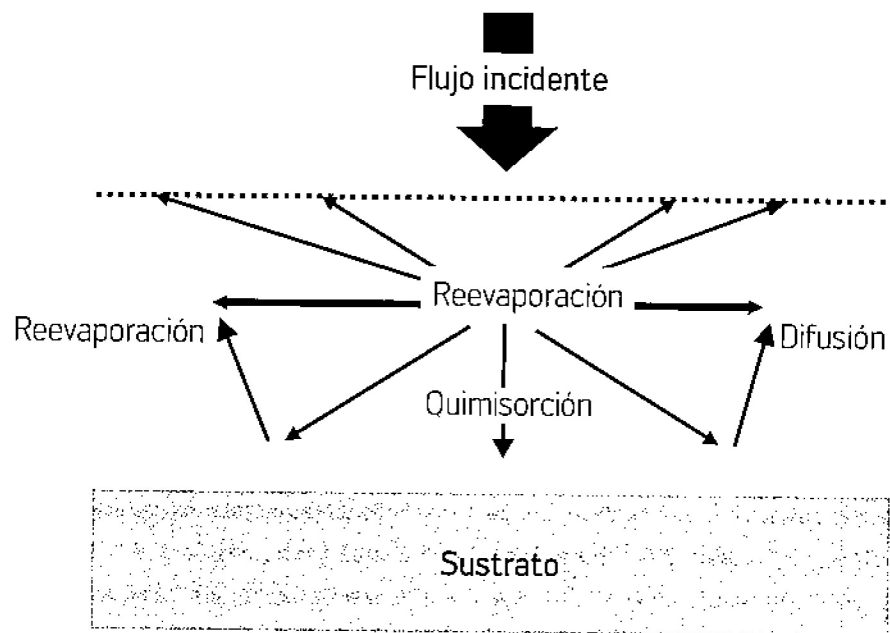 Flujo incidente
Reevaporación
Reevaporación
Difusión
Quimisorción
Sustrato